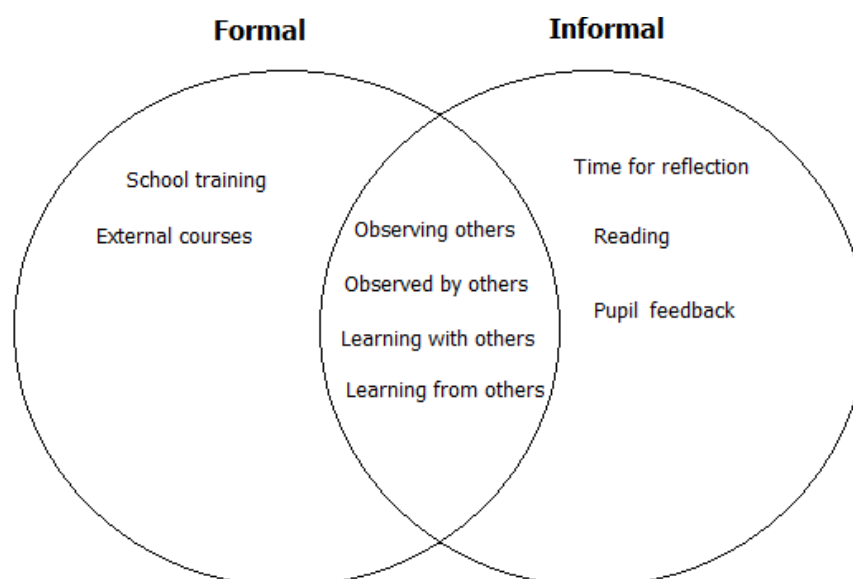 Formal
Informal
School training
External courses
Observing others
Observed by others
Learning with others
Learning from others
Time for reflection
Reading
Pupil feedback